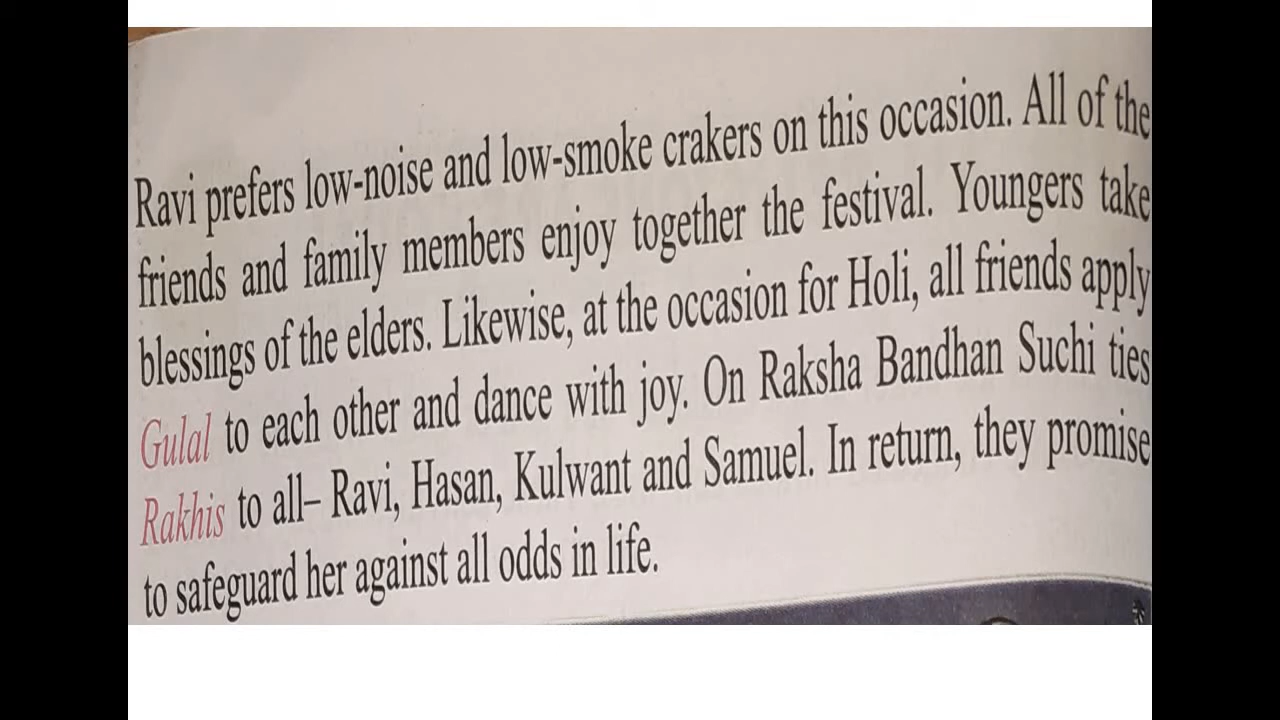 Ravi prefers low-noise and low-smoke crakers on this occasion. All of the
friends and family members enjoy together the festival. Youngers take
blessings of the elders. Likewise, at the occasion for Holi, all friends apply
Gulal to each other and dance with joy. On Raksha Bandhan Suchi ties
Rakhis to all– Ravi, Hasan, Kulwant and Samuel. In return, they promise
to safeguard her against all odds in life.